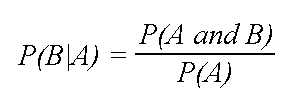 P(B|A) = P(A and B) / P(A)